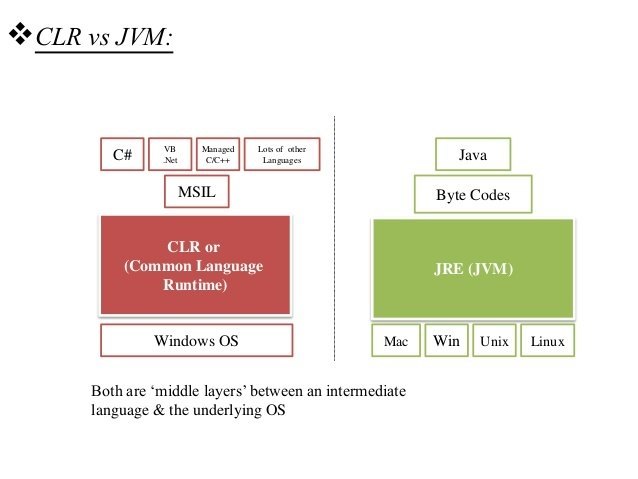 ❖CLR vs JVM:
C#
VB
.Net
Managed
C/C++
Lots of other
Languages
MSIL
CLR or
(Common Language
Runtime)
Windows OS
Java
Byte Codes
JRE (JVM)
Mac
Win
Unix
Linux
Both are ‘middle layers’ between an intermediate
language & the underlying OS